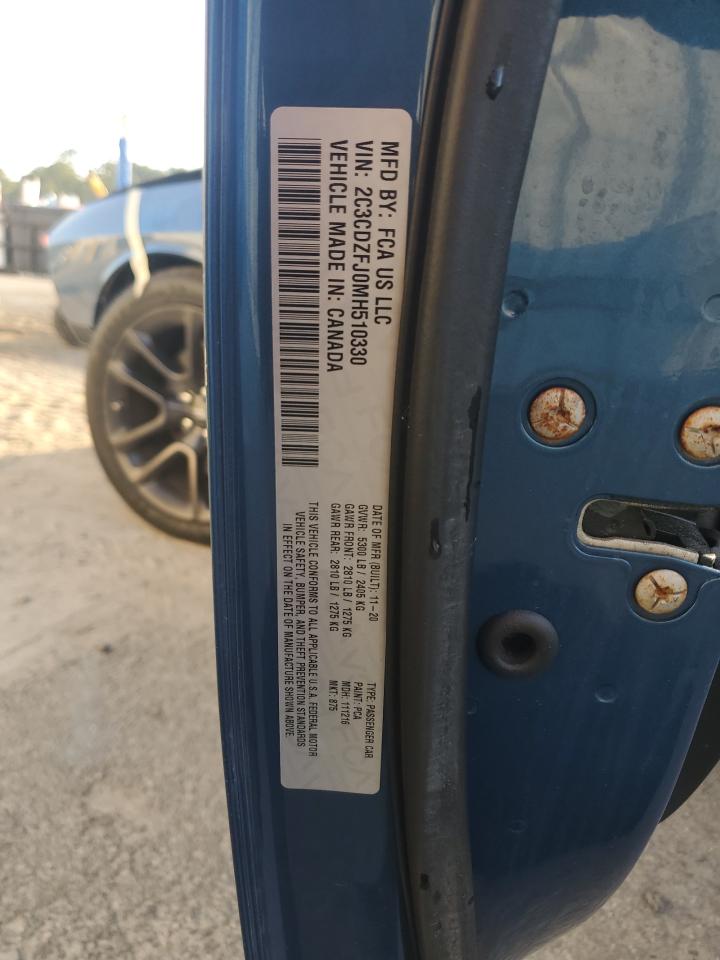 MFD BY: FCA US LLC
VIN: 2C3CDZFJ0MH510330
VEHICLE MADE IN: CANADA
DATE OF MFR (BUILT): 11-20
GVWR: 5300 LB / 2405 KG
GAWR FRONT: 2810 LB / 1275 KG
GAWR REAR: 2810 LB / 1275 KG
TYPE: PASSENGER CAR
PAINT: PCA
MDH: 111216
MKT: 875
THIS VEHICLE CONFORMS TO ALL APPLICABLE U.S.A. FEDERAL MOTOR
VEHICLE SAFETY, BUMPER, AND THEFT PREVENTION STANDARDS
IN EFFECT ON THE DATE OF MANUFACTURE SHOWN ABOVE.